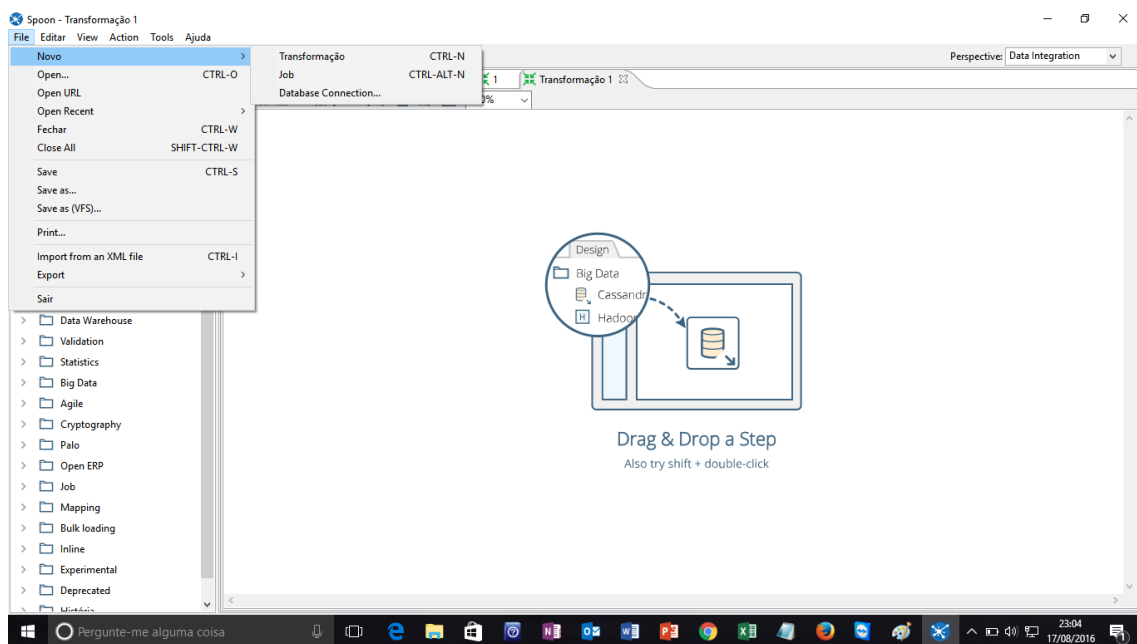 Spoon - Transformação 1
File Editar View Action Tools Ajuda
Novo
Open... CTRL-O
Open URL
Open Recent
Fechar CTRL-W
Close All SHIFT-CTRL-W
Save CTRL-S
Save as...
Save as (VFS)...
Print...
Import from an XML file CTRL-I
Export
Sair
Transformação CTRL-N
Job CTRL-ALT-N
Database Connection...
Perspective: Data Integration
1 Transformação 1
0%
Design
Big Data
Cassandr
Hadoop
Drag & Drop a Step
Also try shift + double-click
Data Warehouse
Validation
Statistics
Big Data
Agile
Cryptography
Palo
Open ERP
Job
Mapping
Bulk loading
Inline
Experimental
Deprecated
História
Pergunte-me alguma coisa
23:04
17/08/2016